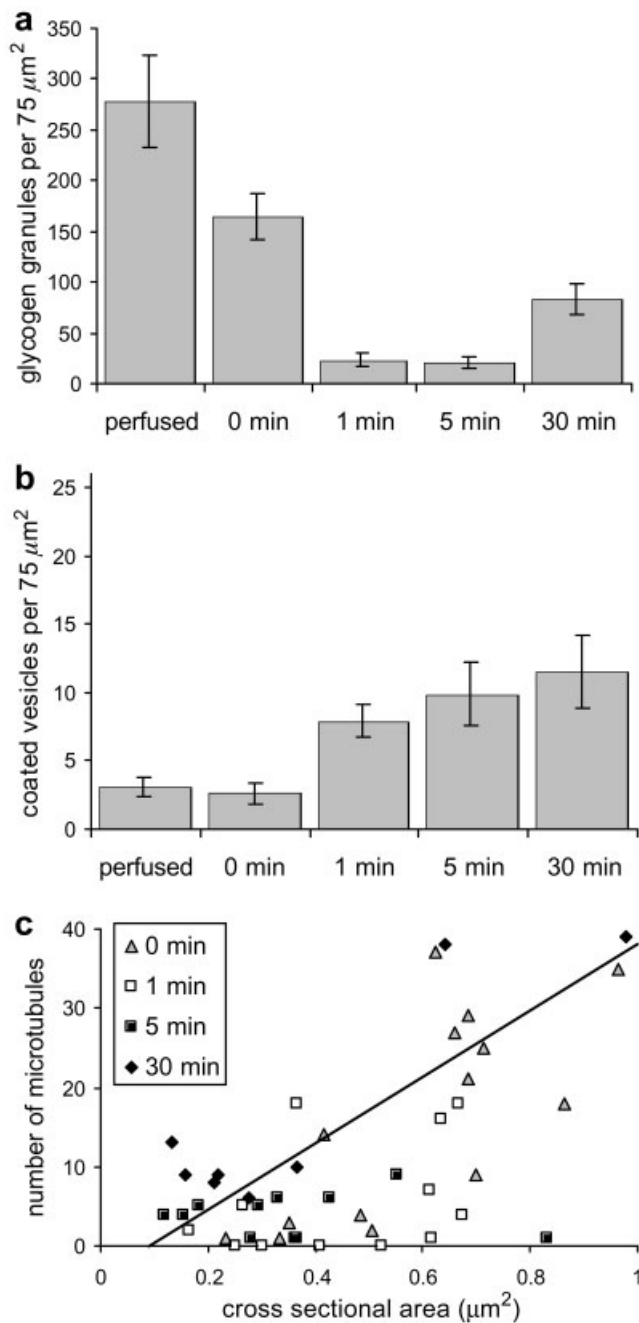 a
glycogen granules per 75 μm²
350
300
250
200
150
100
50
0
perfused 0 min 1 min 5 min 30 min
b
coated vesicles per 75 μm²
25
20
15
10
5
0
perfused 0 min 1 min 5 min 30 min
c
number of microtubules
40
30
20
10
0
0 min
1 min
5 min
30 min
0 0.2 0.4 0.6 0.8 1
cross sectional area (μm²)